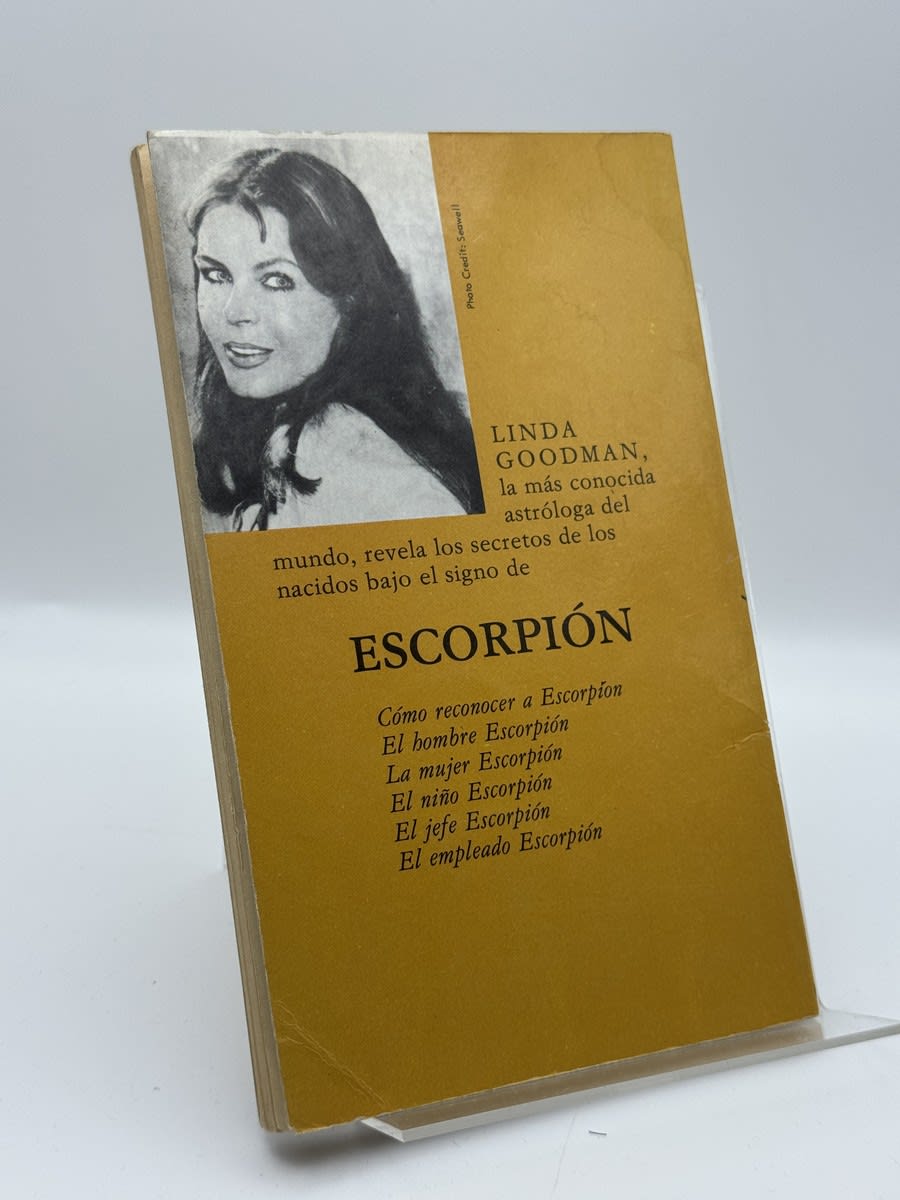 Photo Credit: Seawell
LINDA
GOODMAN,
la más conocida
astróloga del
mundo, revela los secretos de los
nacidos bajo el signo de
ESCORPIÓN
Cómo reconocer a Escorpíon
El hombre Escorpión
La mujer Escorpión
El niño Escorpión
El jefe Escorpión
El empleado Escorpión